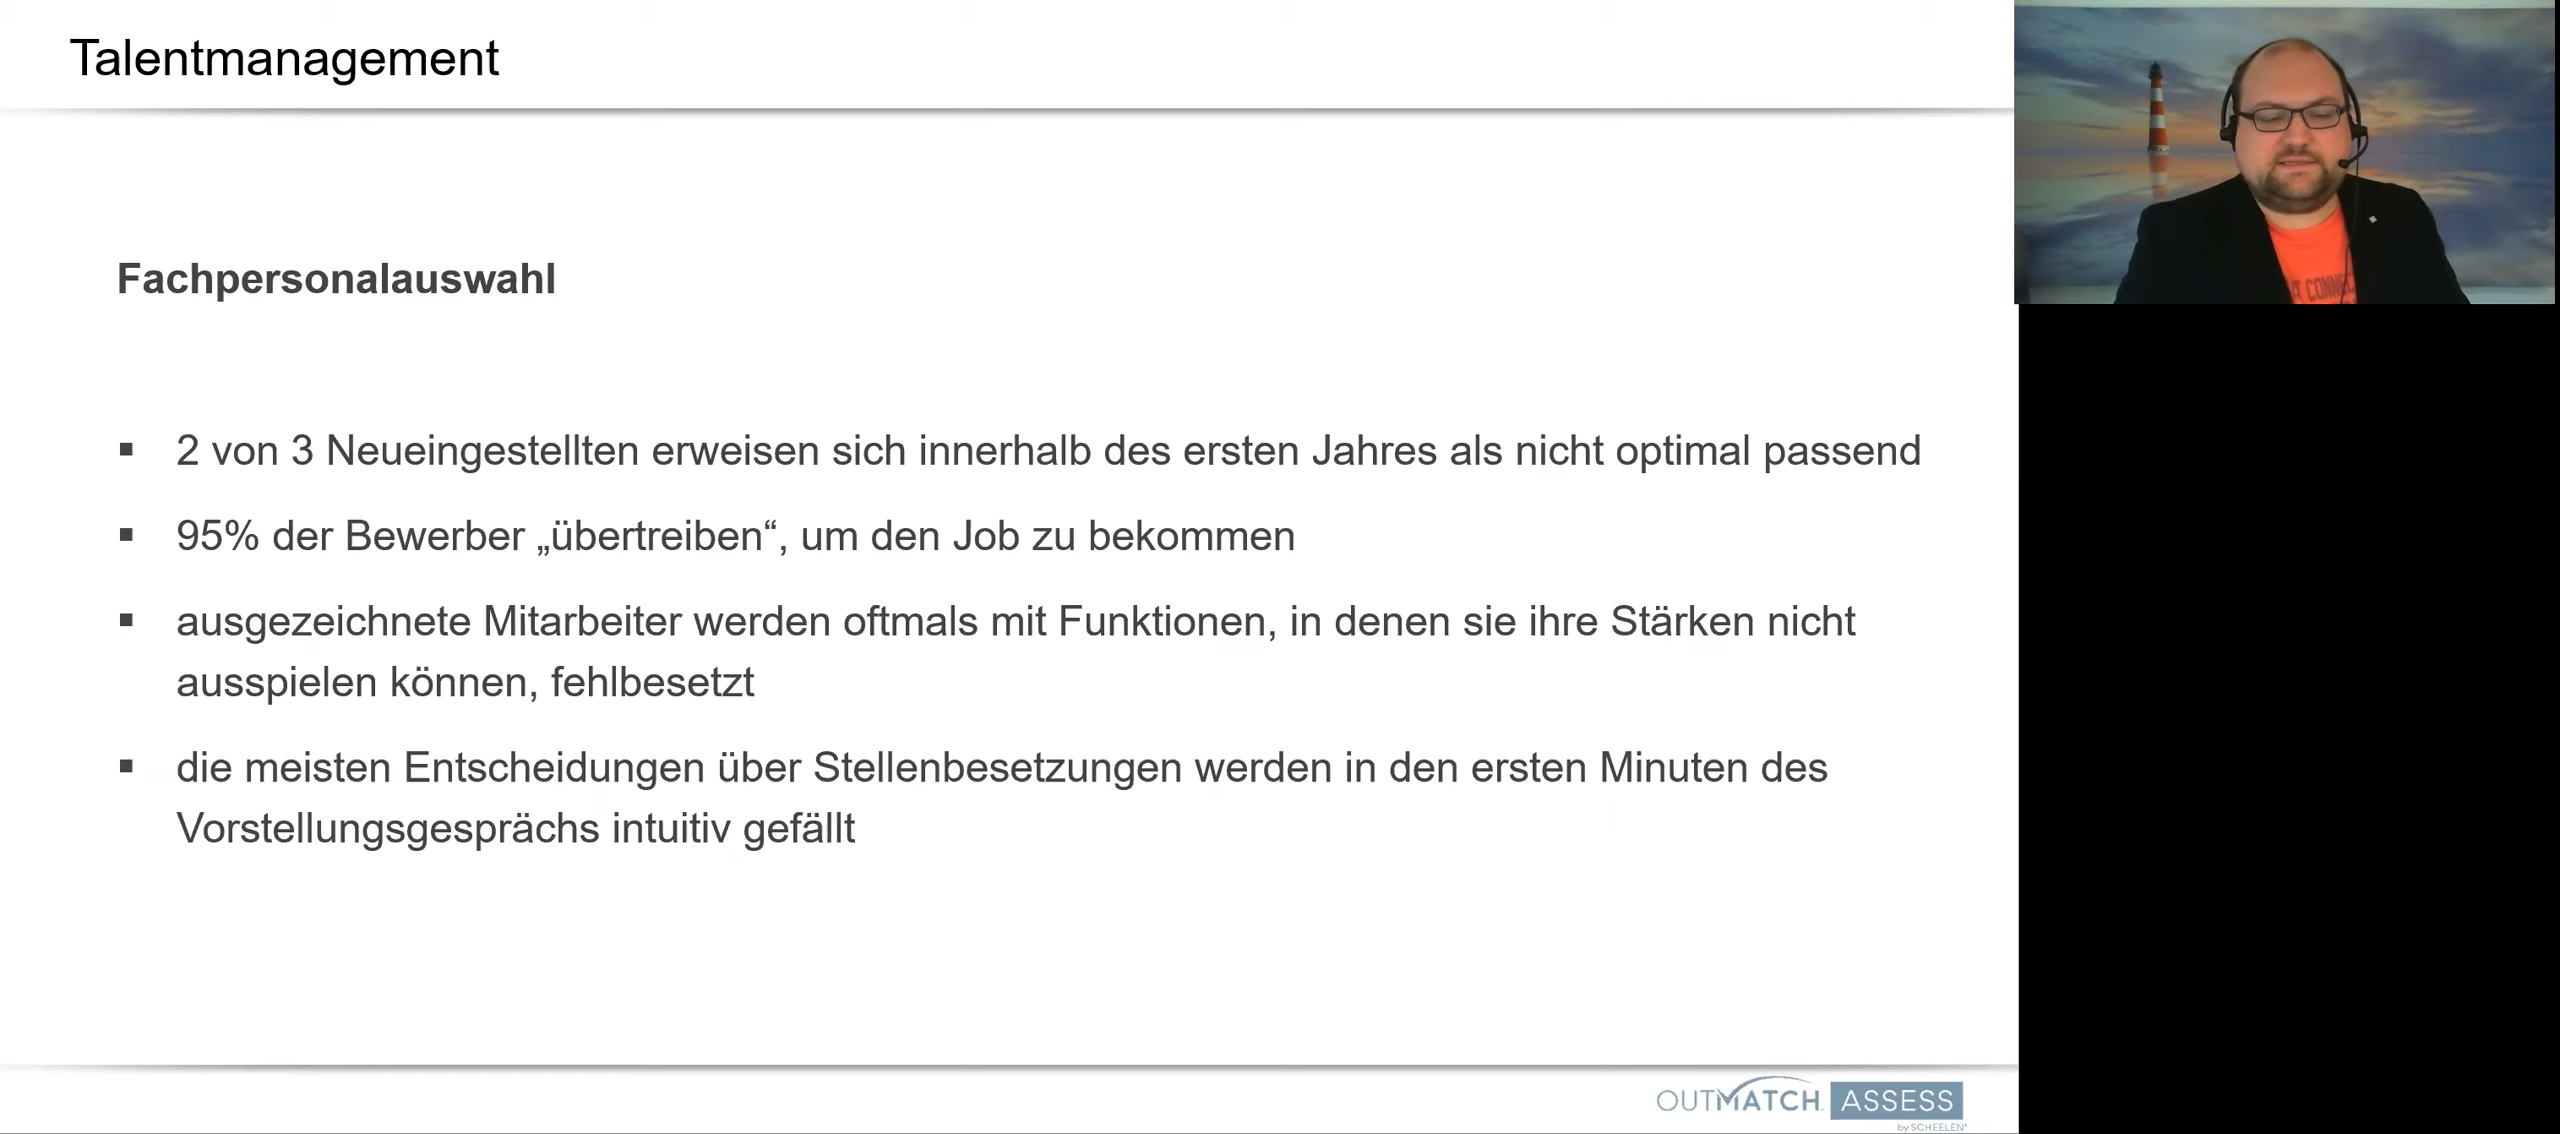 Talentmanagement
Fachpersonalauswahl
▪ 2 von 3 Neueingestellten erweisen sich innerhalb des ersten Jahres als nicht optimal passend
▪ 95% der Bewerber „übertreiben“, um den Job zu bekommen
▪ ausgezeichnete Mitarbeiter werden oftmals mit Funktionen, in denen sie ihre Stärken nicht
ausspielen können, fehlbesetzt
▪ die meisten Entscheidungen über Stellenbesetzungen werden in den ersten Minuten des
Vorstellungsgesprächs intuitiv gefällt
OUTMATCH ASSESS
by SCHEELEN®